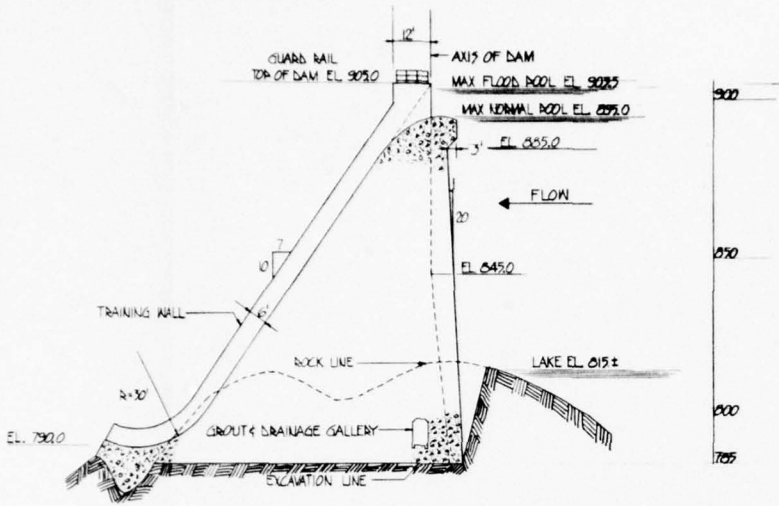 12'
GUARD RAIL
AXIS OF DAM
TOP OF DAM EL 905.0
MAX FLOOD POOL EL 903.5
900
MAX NORMAL POOL EL 895.0
3'
EL 885.0
20
FLOW
7
10
850
EL 845.0
TRAINING WALL
6'
ROCK LINE
LAKE EL 815±
R=30'
800
EL. 790.0
GROUT & DRAINAGE GALLERY
785
EXCAVATION LINE